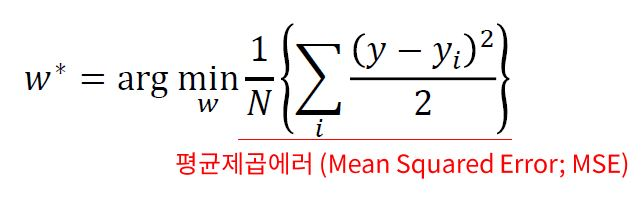 w* = arg min_w 1/N { ∑_i (y − y_i)² / 2 }
평균제곱에러 (Mean Squared Error; MSE)